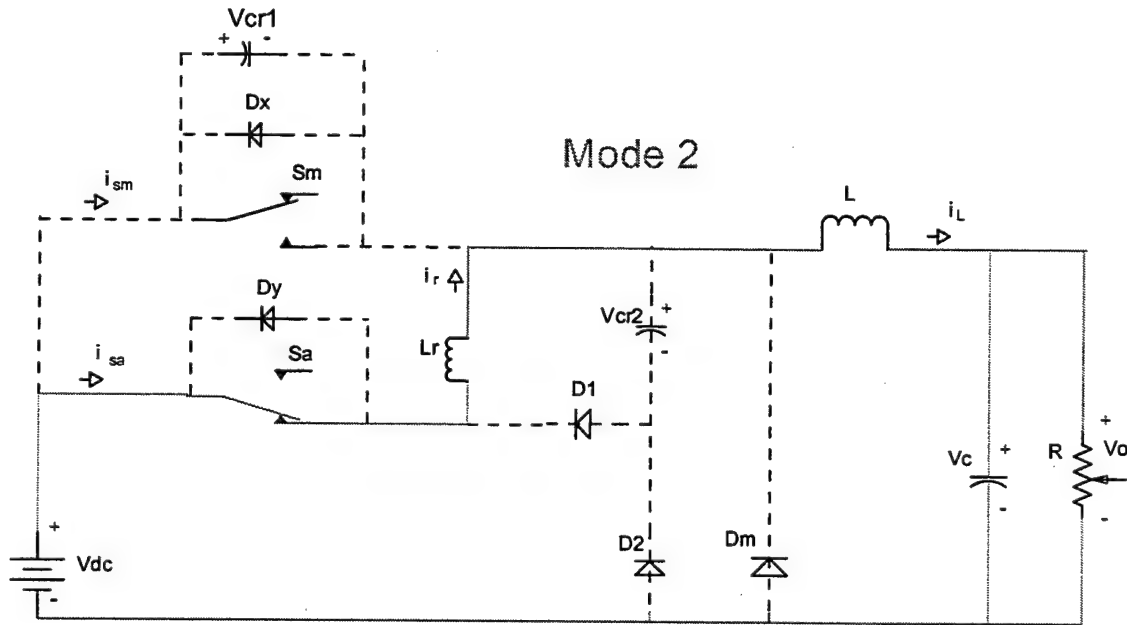 Vcr1
+ -
Dx
Mode 2
i sm
Sm
L
i L
i r
Dy
Vcr2
+
-
Lr
i sa
Sa
D1
+
Vc
-
R
+
Vo
-
+
Vdc
-
D2
Dm